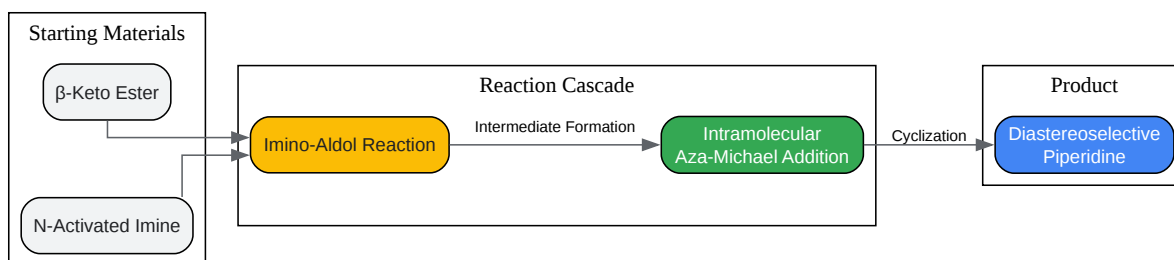 Starting Materials
β-Keto Ester
N-Activated Imine
Reaction Cascade
Imino-Aldol Reaction
Intermediate Formation
Intramolecular
Aza-Michael Addition
Cyclization
Product
Diastereoselective
Piperidine